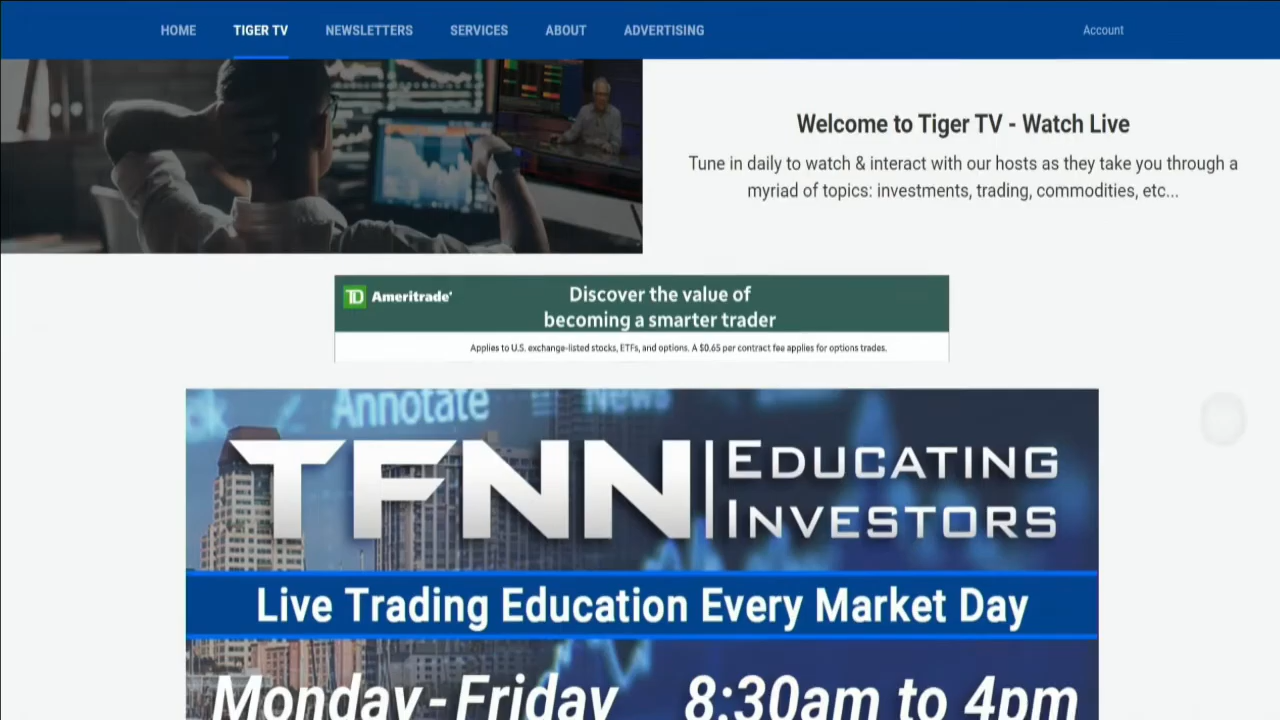 HOME TIGER TV NEWSLETTERS SERVICES ABOUT ADVERTISING Account
Welcome to Tiger TV - Watch Live
Tune in daily to watch & interact with our hosts as they take you through a
myriad of topics: investments, trading, commodities, etc...
TD Ameritrade
Discover the value of
becoming a smarter trader
Applies to U.S. exchange-listed stocks, ETFs, and options. A $0.65 per contract fee applies for options trades.
Annotate News
TFNN EDUCATING
INVESTORS
Live Trading Education Every Market Day
Monday - Friday 8:30am to 4pm